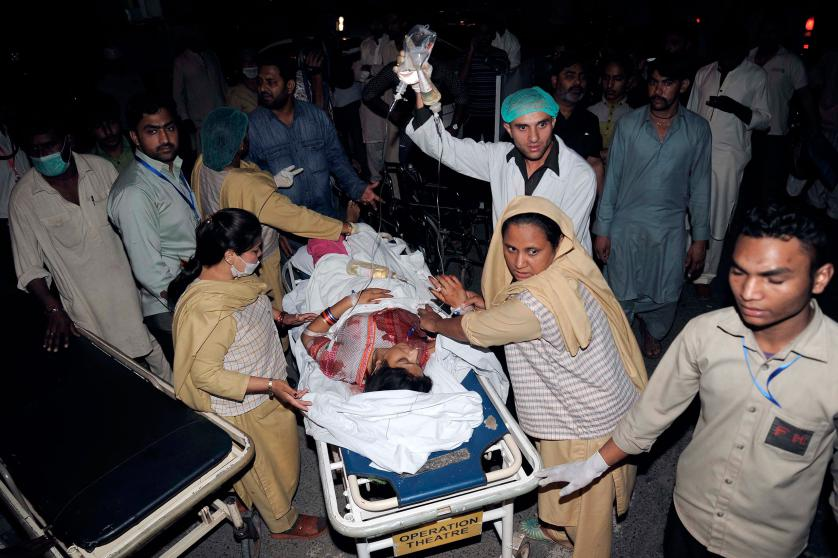 F H
OPERATION
THEATRE